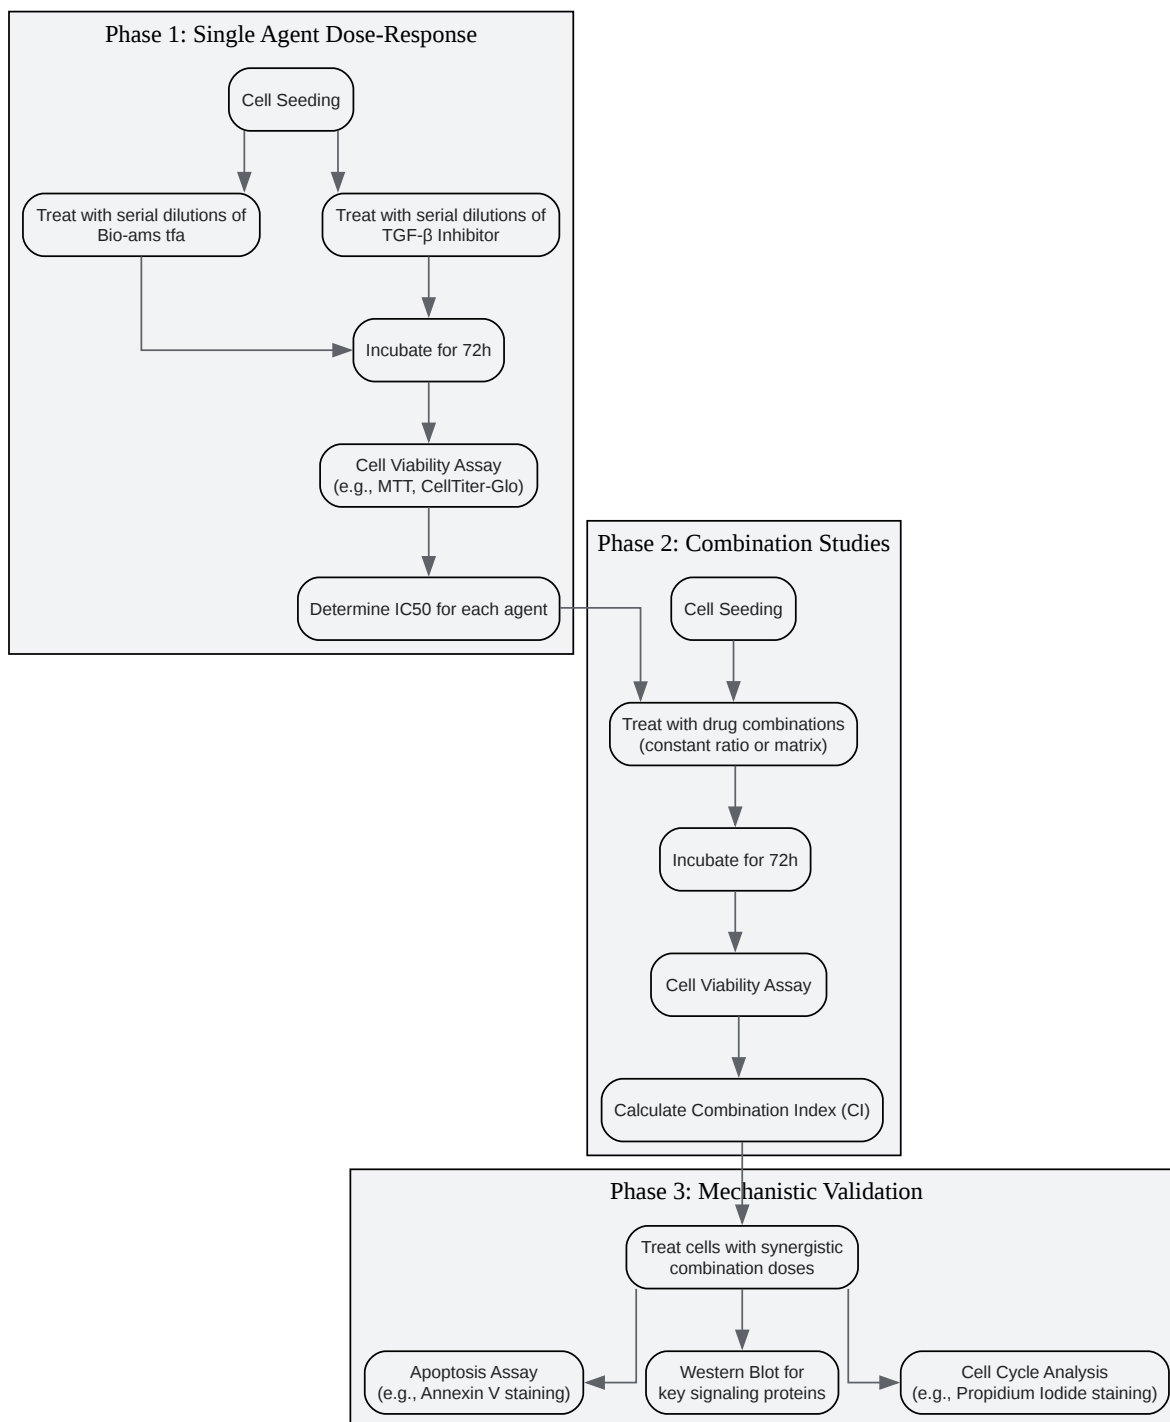 Phase 1: Single Agent Dose-Response
Cell Seeding
Treat with serial dilutions of
Bio-ams tfa
Treat with serial dilutions of
TGF-β Inhibitor
Incubate for 72h
Cell Viability Assay
(e.g., MTT, CellTiter-Glo)
Determine IC50 for each agent
Phase 2: Combination Studies
Cell Seeding
Treat with drug combinations
(constant ratio or matrix)
Incubate for 72h
Cell Viability Assay
Calculate Combination Index (CI)
Phase 3: Mechanistic Validation
Treat cells with synergistic
combination doses
Apoptosis Assay
(e.g., Annexin V staining)
Western Blot for
key signaling proteins
Cell Cycle Analysis
(e.g., Propidium Iodide staining)